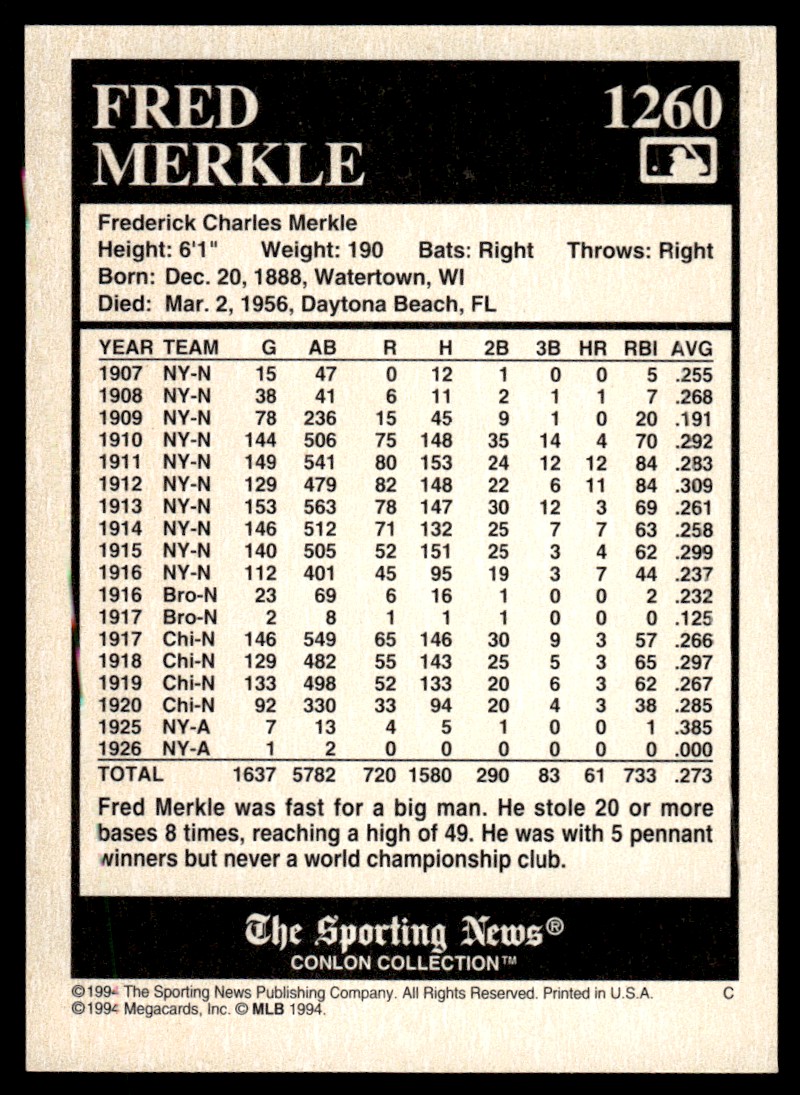 FRED
MERKLE
1260
Frederick Charles Merkle
Height: 6'1" Weight: 190 Bats: Right Throws: Right
Born: Dec. 20, 1888, Watertown, WI
Died: Mar. 2, 1956, Daytona Beach, FL
YEAR TEAM G AB R H 2B 3B HR RBI AVG
1907 NY-N 15 47 0 12 1 0 0 5 .255
1908 NY-N 38 41 6 11 2 1 1 7 .268
1909 NY-N 78 236 15 45 9 1 0 20 .191
1910 NY-N 144 506 75 148 35 14 4 70 .292
1911 NY-N 149 541 80 153 24 12 12 84 .283
1912 NY-N 129 479 82 148 22 6 11 84 .309
1913 NY-N 153 563 78 147 30 12 3 69 .261
1914 NY-N 146 512 71 132 25 7 7 63 .258
1915 NY-N 140 505 52 151 25 3 4 62 .299
1916 NY-N 112 401 45 95 19 3 7 44 .237
1916 Bro-N 23 69 6 16 1 0 0 2 .232
1917 Bro-N 2 8 1 1 1 0 0 0 .125
1917 Chi-N 146 549 65 146 30 9 3 57 .266
1918 Chi-N 129 482 55 143 25 5 3 65 .297
1919 Chi-N 133 498 52 133 20 6 3 62 .267
1920 Chi-N 92 330 33 94 20 4 3 38 .285
1925 NY-A 7 13 4 5 1 0 0 1 .385
1926 NY-A 1 2 0 0 0 0 0 0 .000
TOTAL 1637 5782 720 1580 290 83 61 733 .273
Fred Merkle was fast for a big man. He stole 20 or more
bases 8 times, reaching a high of 49. He was with 5 pennant
winners but never a world championship club.
The Sporting News®
CONLON COLLECTION™
©1994 The Sporting News Publishing Company. All Rights Reserved. Printed in U.S.A. C
©1994 Megacards, Inc. © MLB 1994.